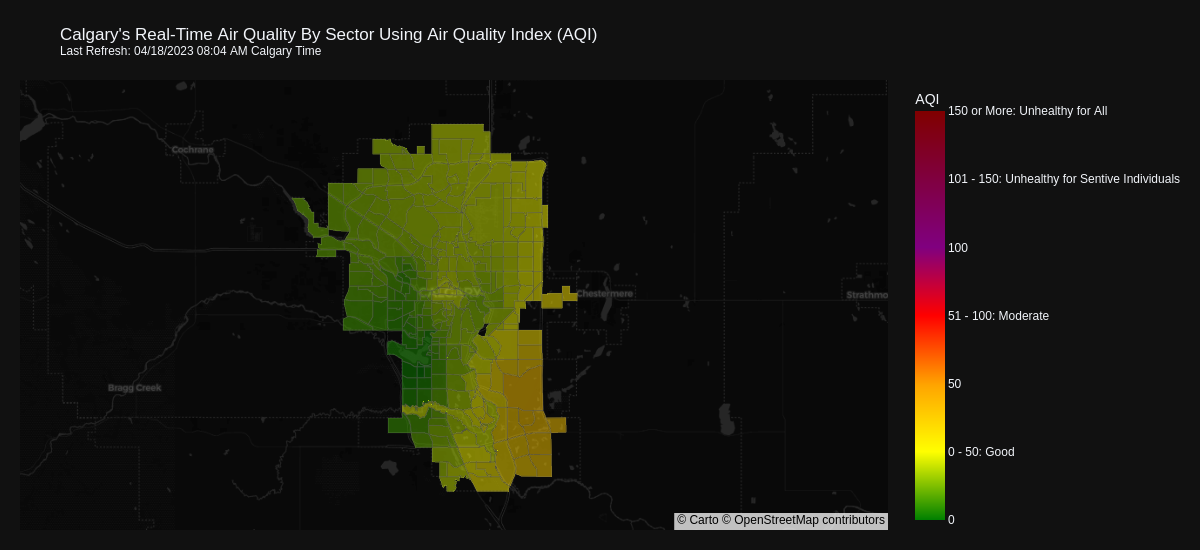 Calgary's Real-Time Air Quality By Sector Using Air Quality Index (AQI)
Last Refresh: 04/18/2023 08:04 AM Calgary Time
AQI
150 or More: Unhealthy for All
Cochrane
101 - 150: Unhealthy for Sentive Individuals
100
CALGARY
Chestermere
Strathmo
51 - 100: Moderate
50
Bragg Creek
0 - 50: Good
0
© Carto © OpenStreetMap contributors